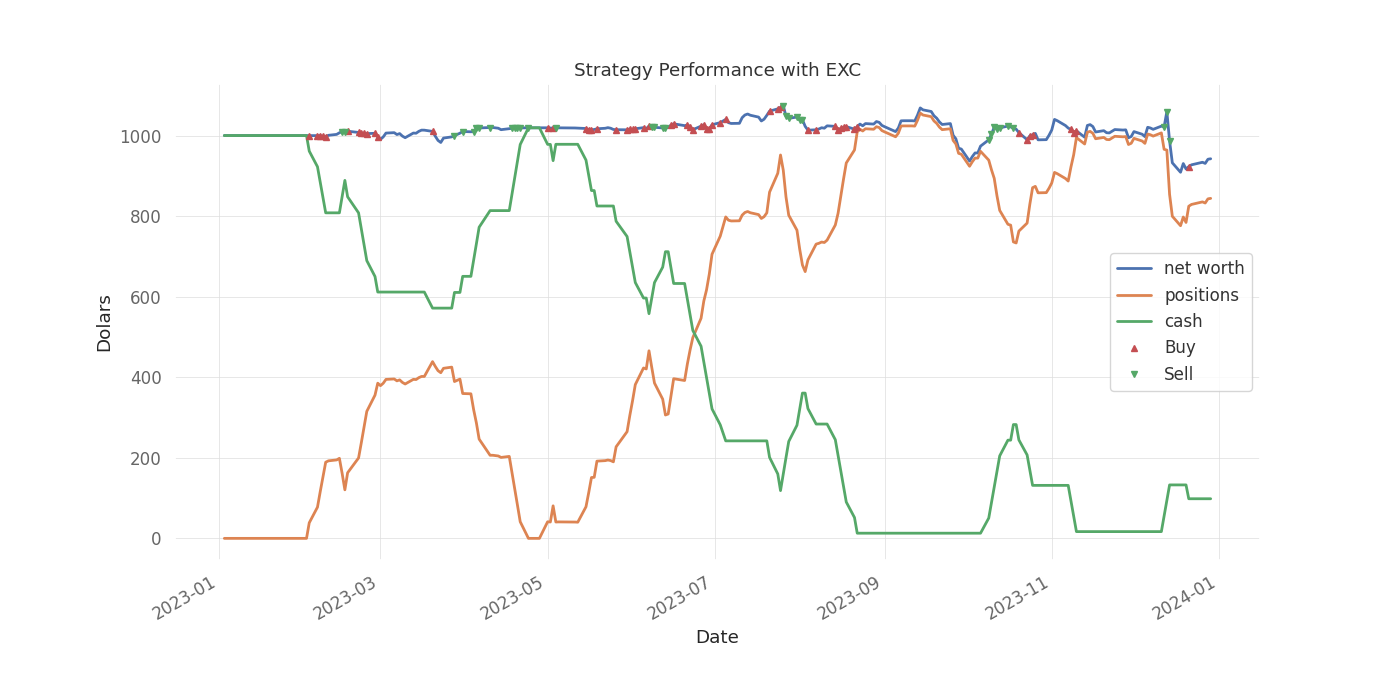 Strategy Performance with EXC
Dolars
1000
800
600
400
200
0
net worth
positions
cash
Buy
Sell
2023-01
2023-03
2023-05
2023-07
2023-09
2023-11
2024-01
Date